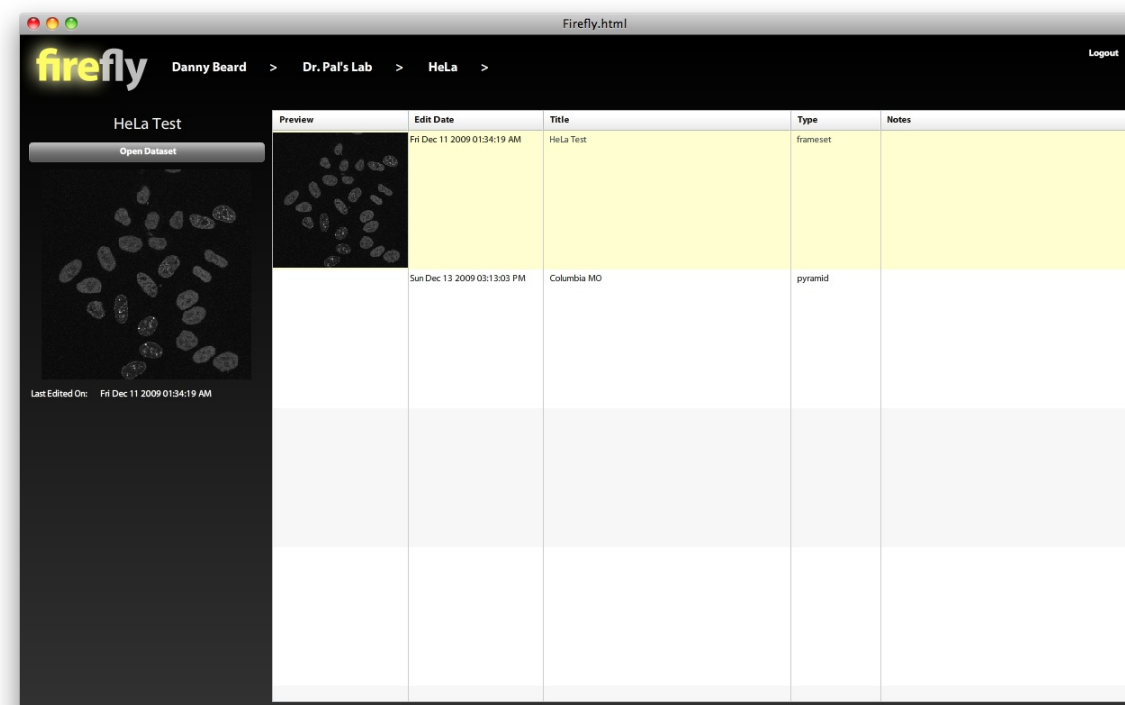 Firefly.html
firefly Danny Beard > Dr. Pal's Lab > HeLa > Logout
HeLa Test
Open Dataset
Last Edited On: Fri Dec 11 2009 01:34:19 AM
Preview Edit Date Title Type Notes
Fri Dec 11 2009 01:34:19 AM HeLa Test frameset
Sun Dec 13 2009 03:13:03 PM Columbia MO pyramid